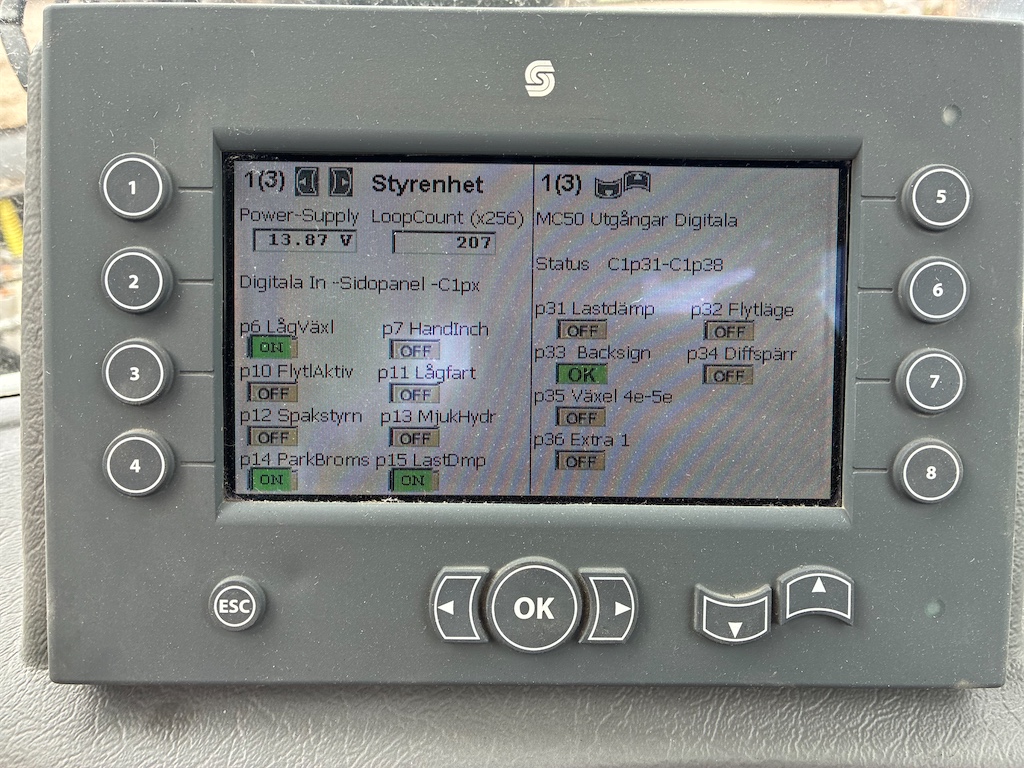 1(3) Styrenhet
Power-Supply LoopCount (x256)
13.87 V 207
Digitala In -Sidopanel -C1px
p6 LågVäxl p7 HandInch
ON OFF
p10 FlytlAktiv p11 Lågfart
OFF OFF
p12 Spakstyrn p13 MjukHydr
OFF OFF
p14 ParkBroms p15 LastDmp
ON ON
1(3)
MC50 Utgångar Digitala
Status C1p31-C1p38
p31 Lastdämp p32 Flytläge
OFF OFF
p33 Backsign p34 Diffspärr
OK OFF
p35 Växel 4e-5e
OFF
p36 Extra 1
OFF
1
2
3
4
5
6
7
8
ESC
OK